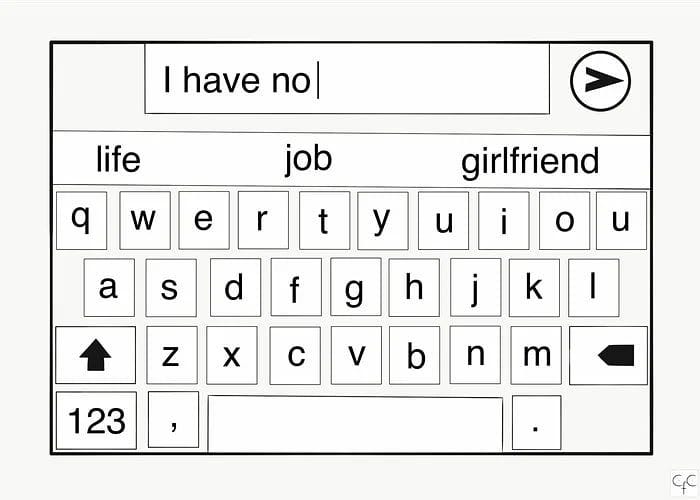 I have no
life job girlfriend
q w e r t y u i o u
a s d f g h j k l
z x c v b n m
123 , .
CfC